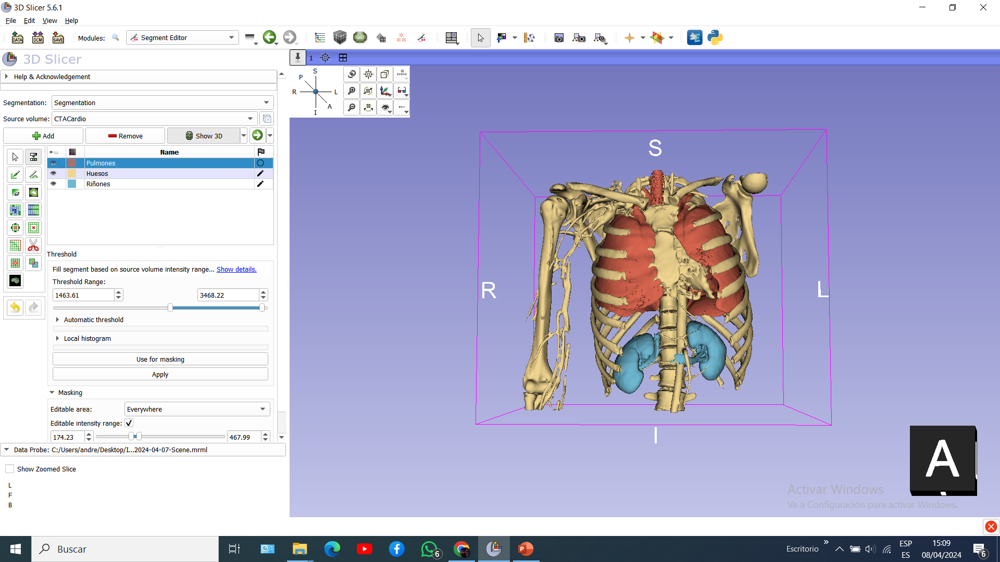 3D Slicer 5.6.1
File Edit View Help
DATA DCM SAVE Modules: Segment Editor
3D Slicer
Help & Acknowledgement
Segmentation: Segmentation
Source volume: CTACardio
Add Remove Show 3D
Name
Pulmones
Huesos
Riñones
Threshold
Fill segment based on source volume intensity range... Show details.
Threshold Range:
1463.61 3468.22
Automatic threshold
Local histogram
Use for masking
Apply
Masking
Editable area: Everywhere
Editable intensity range:
174.23 467.99
Data Probe: C:/Users/andre/Desktop/I...2024-04-07-Scene.mrml
Show Zoomed Slice
L
F
B
1
S
P
R L
A
I
S
R
L
I
A
Activar Windows
Ve a Configuración para activar Windows.
Buscar
6
P
Escritorio
ESP
ES
15:09
08/04/2024
6